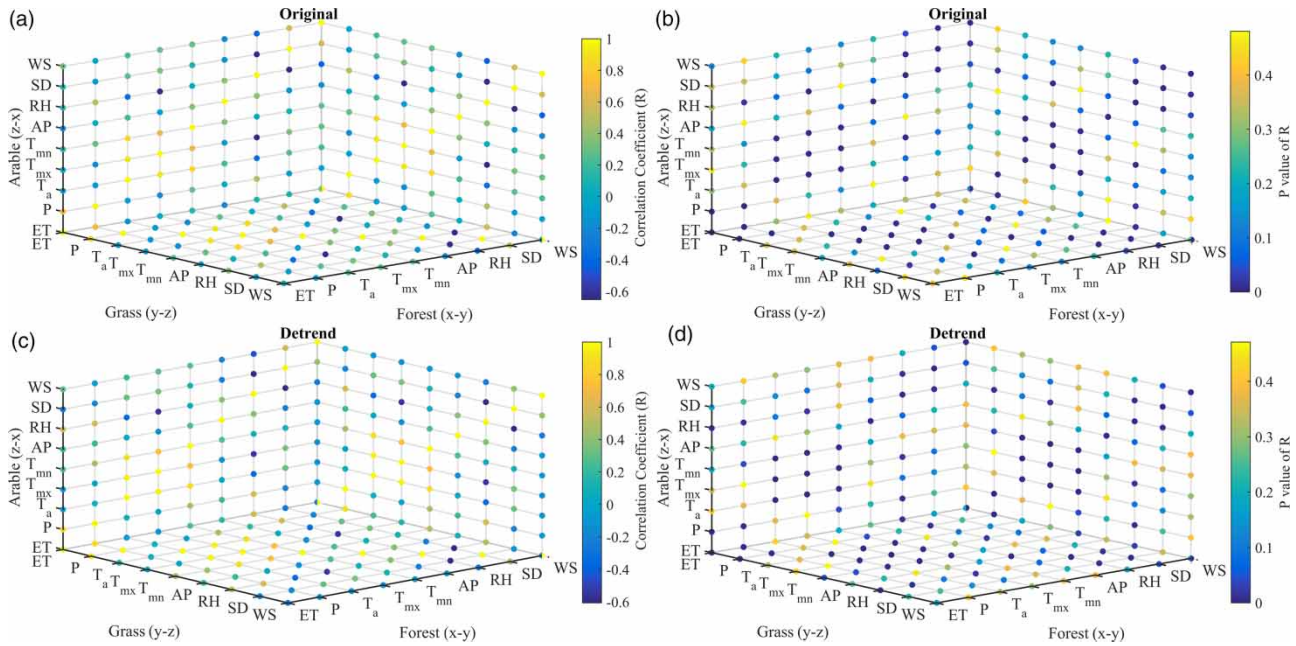 (a)
Original
WS
SD
RH
AP
Tmn
Tmx
Ta
P
ET
Arable (z-x)
ET
P
Ta
Tmx
Tmn
AP
RH
SD
WS
Grass (y-z)
ET
P
Ta
Tmx
Tmn
AP
RH
SD
WS
Forest (x-y)
1
0.8
0.6
0.4
0.2
0
-0.2
-0.4
-0.6
Correlation Coefficient (R)
(b)
Original
WS
SD
RH
AP
Tmn
Tmx
Ta
P
ET
Arable (z-x)
ET
P
Ta
Tmx
Tmn
AP
RH
SD
WS
Grass (y-z)
ET
P
Ta
Tmx
Tmn
AP
RH
SD
WS
Forest (x-y)
0.4
0.3
0.2
0.1
0
P value of R
(c)
Detrend
WS
SD
RH
AP
Tmn
Tmx
Ta
P
ET
Arable (z-x)
ET
P
Ta
Tmx
Tmn
AP
RH
SD
WS
Grass (y-z)
ET
P
Ta
Tmx
Tmn
AP
RH
SD
WS
Forest (x-y)
1
0.8
0.6
0.4
0.2
0
-0.2
-0.4
-0.6
Correlation Coefficient (R)
(d)
Detrend
WS
SD
RH
AP
Tmn
Tmx
Ta
P
ET
Arable (z-x)
ET
P
Ta
Tmx
Tmn
AP
RH
SD
WS
Grass (y-z)
ET
P
Ta
Tmx
Tmn
AP
RH
SD
WS
Forest (x-y)
0.4
0.3
0.2
0.1
0
P value of R